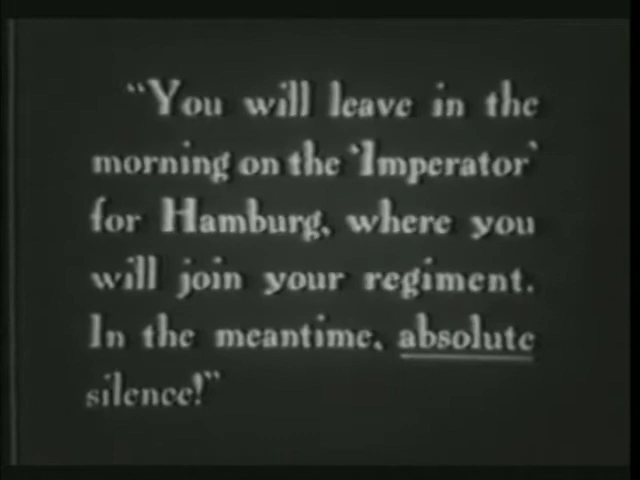 "You will leave in the
morning on the 'Imperator'
for Hamburg, where you
will join your regiment.
In the meantime, absolute
silence!"